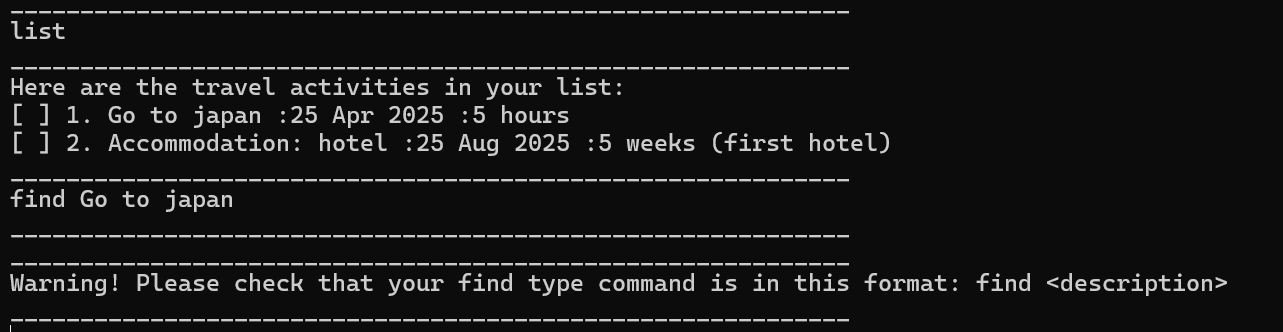 ____________________________________________________________
list
____________________________________________________________
Here are the travel activities in your list:
[ ] 1. Go to japan :25 Apr 2025 :5 hours
[ ] 2. Accommodation: hotel :25 Aug 2025 :5 weeks (first hotel)
____________________________________________________________
find Go to japan
____________________________________________________________
____________________________________________________________
Warning! Please check that your find type command is in this format: find <description>
____________________________________________________________